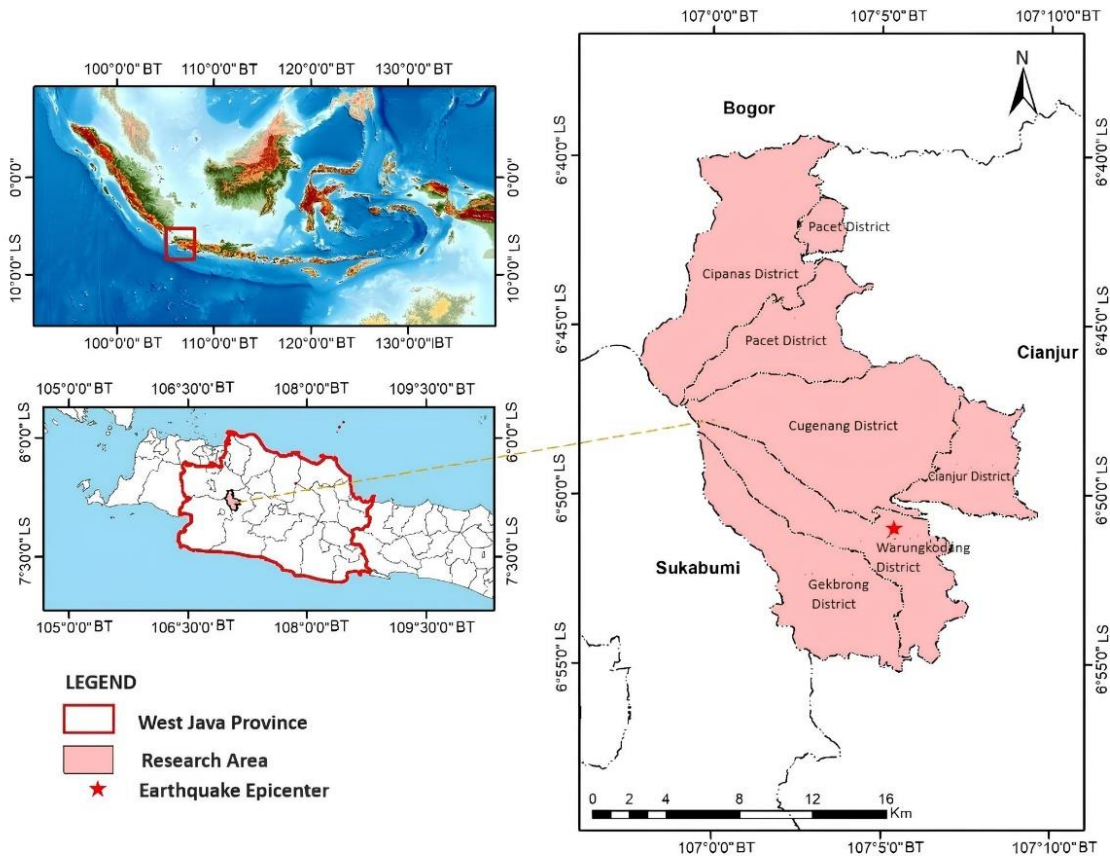 100°0'0"BT 110°0'0"BT 120°0'0"BT 130°0'0"BT
0°0'0"
10°0'0" LS
0°0'0"
10°0'0" LS
100°0'0"BT 110°0'0"BT 120°0'0"BT 130°0'0"BT
105°0'0"BT 106°3'0"BT 108°0'0"BT 109°3'0"BT
6°0'0" LS
7°30'0" LS
6°0'0" LS
7°30'0" LS
105°0'0"BT 106°3'0"BT 108°0'0"BT 109°3'0"BT
LEGEND
West Java Province
Research Area
Earthquake Epicenter
107°0'0"BT 107°5'0"BT 107°10'0"BT
N
Bogor
6°40'0" LS
6°40'0" LS
Pacet District
Cipanas District
6°45'0" LS
6°45'0" LS
Pacet District
Cianjur
Cugenang District
Cianjur District
6°50'0" LS
6°50'0" LS
Warungkodang
District
Sukabumi
Gekbrong
District
6°55'0" LS
6°55'0" LS
0 2 4 8 12 16
Km
107°0'0"BT 107°5'0"BT 107°10'0"BT